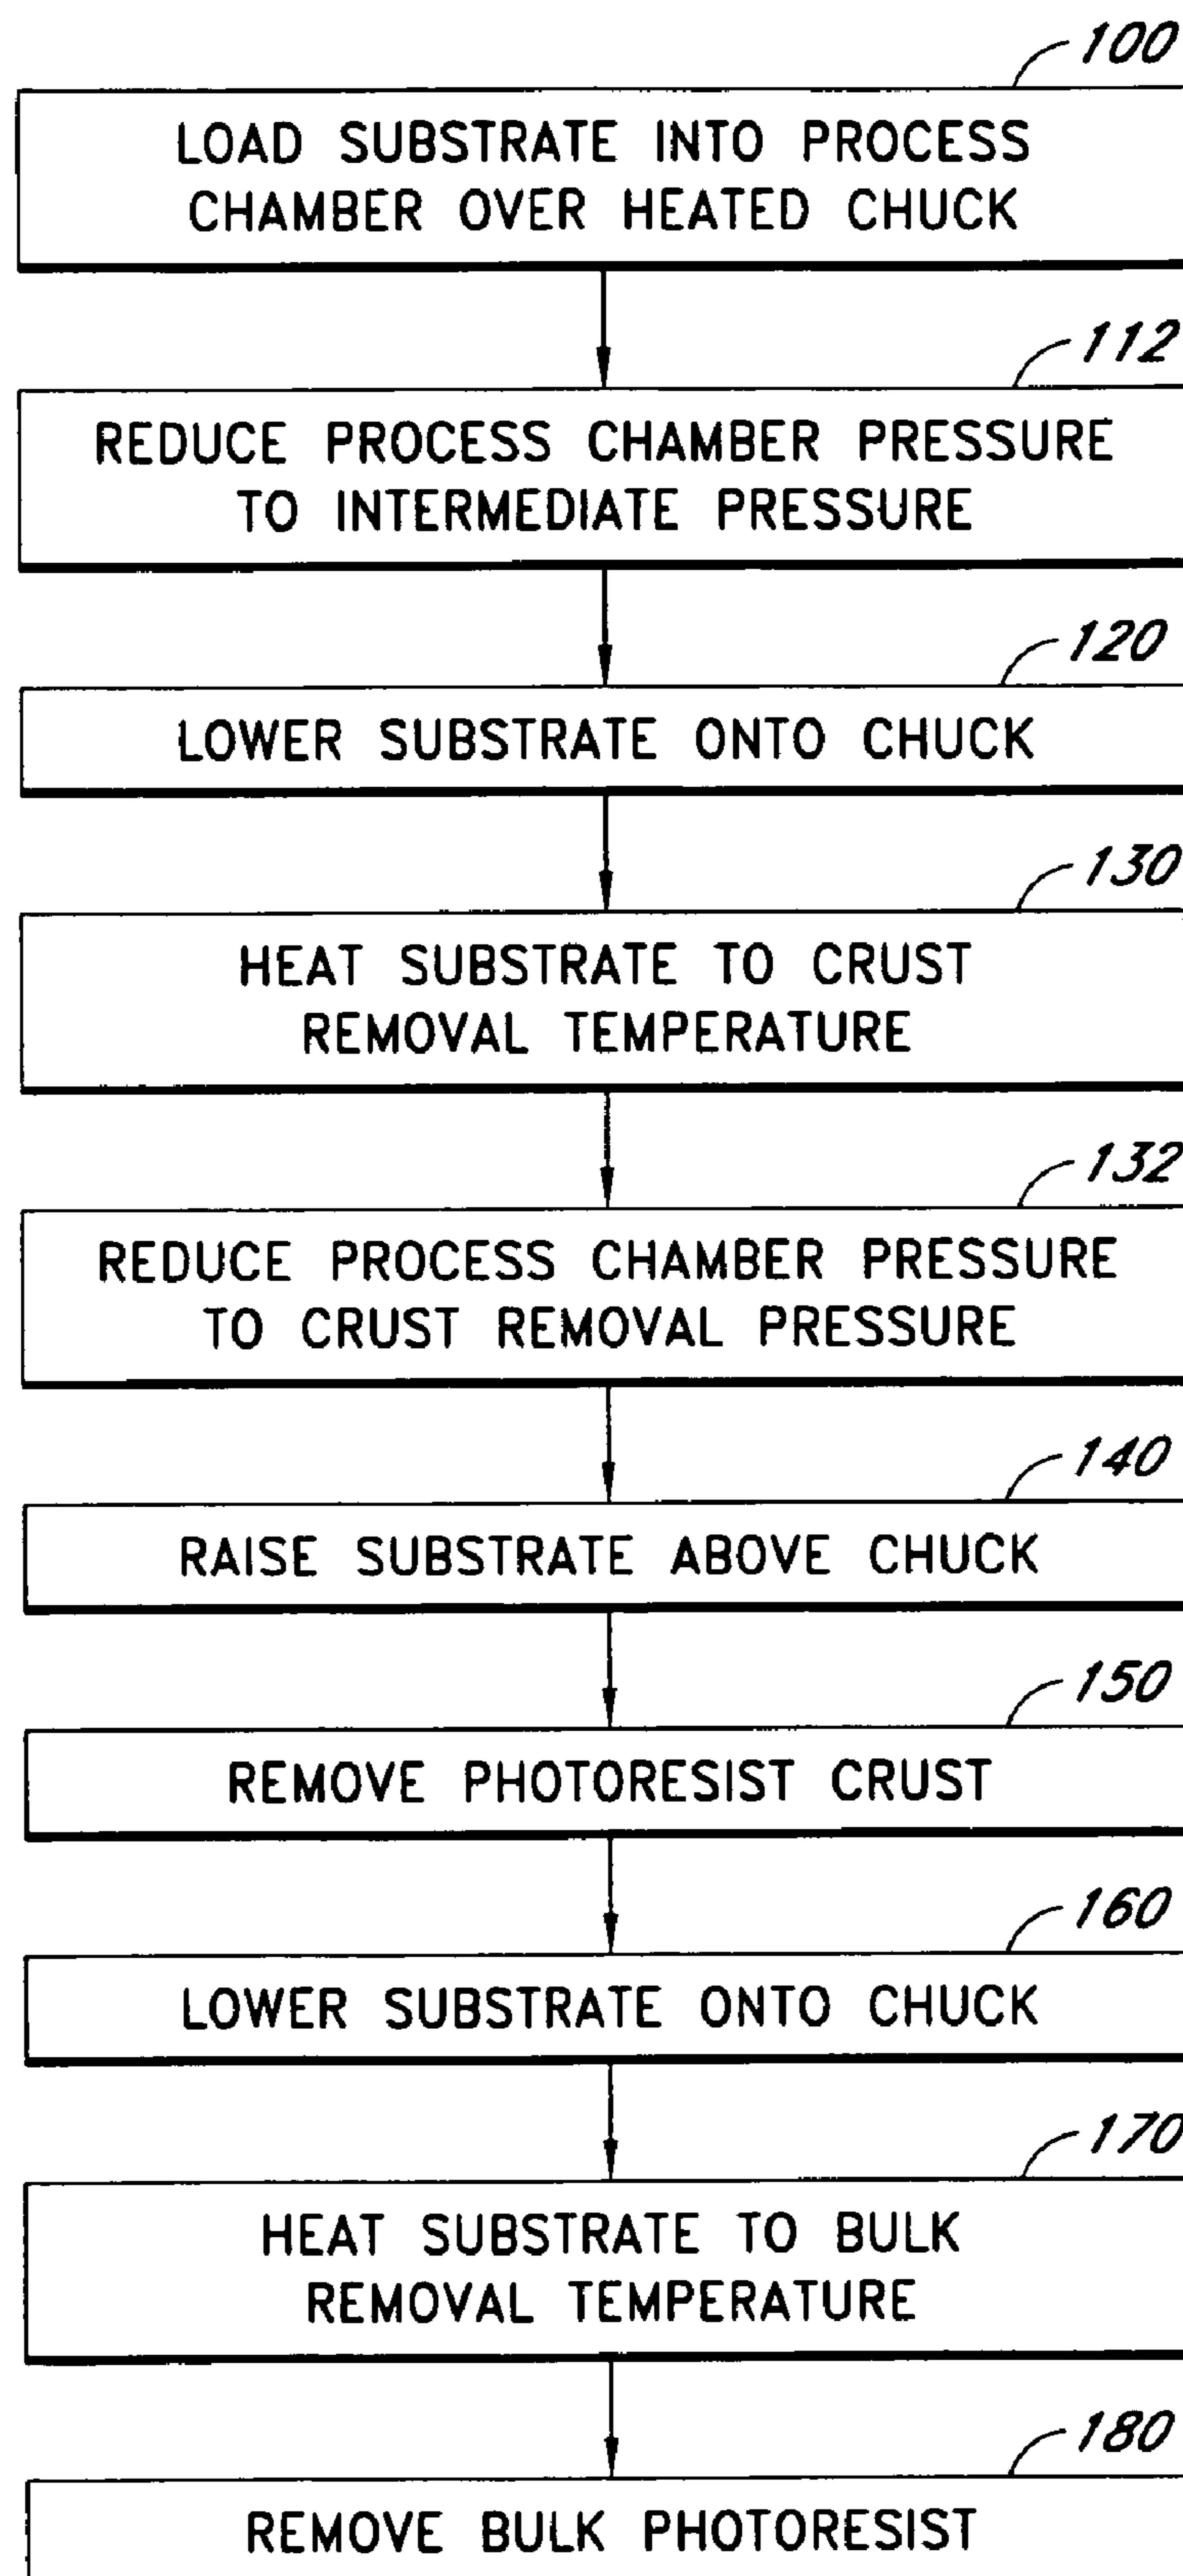 100
LOAD SUBSTRATE INTO PROCESS
CHAMBER OVER HEATED CHUCK
112
REDUCE PROCESS CHAMBER PRESSURE
TO INTERMEDIATE PRESSURE
120
LOWER SUBSTRATE ONTO CHUCK
130
HEAT SUBSTRATE TO CRUST
REMOVAL TEMPERATURE
132
REDUCE PROCESS CHAMBER PRESSURE
TO CRUST REMOVAL PRESSURE
140
RAISE SUBSTRATE ABOVE CHUCK
150
REMOVE PHOTORESIST CRUST
160
LOWER SUBSTRATE ONTO CHUCK
170
HEAT SUBSTRATE TO BULK
REMOVAL TEMPERATURE
180
REMOVE BULK PHOTORESIST